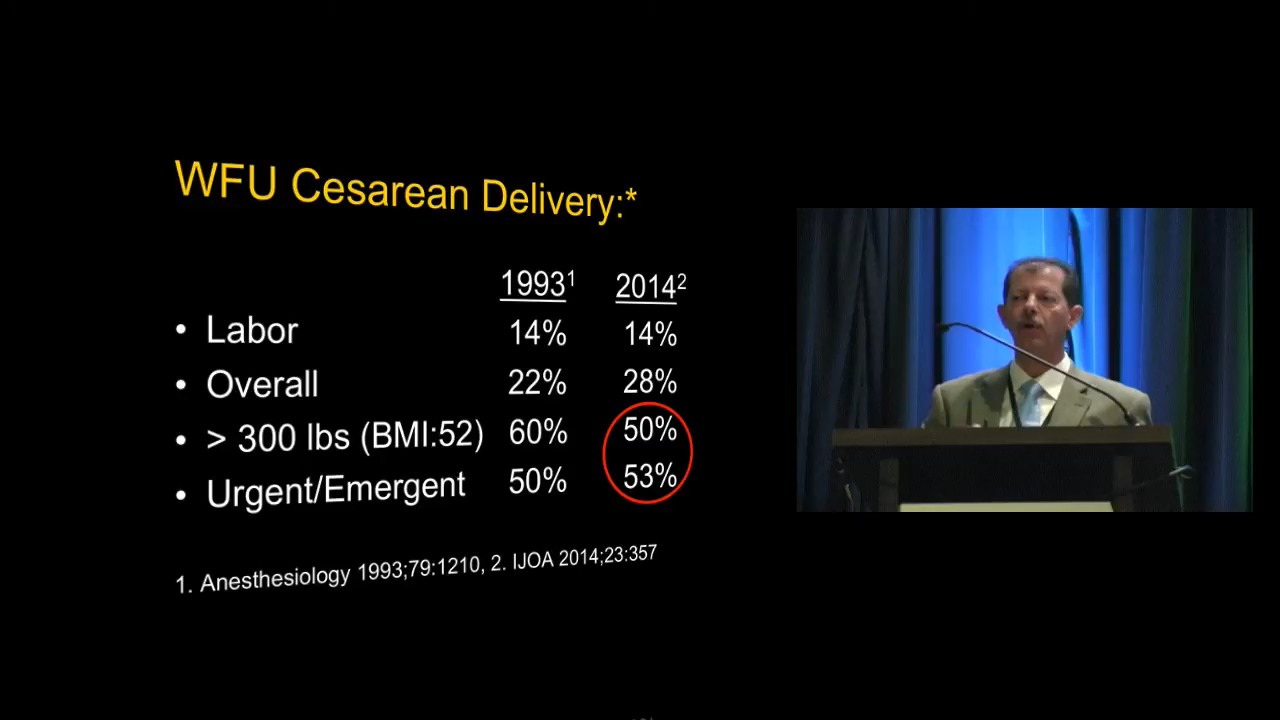 WFU Cesarean Delivery:*
1993¹ 2014²
• Labor 14% 14%
• Overall 22% 28%
• > 300 lbs (BMI:52) 60% 50%
• Urgent/Emergent 50% 53%
1. Anesthesiology 1993;79:1210, 2. IJOA 2014;23:357